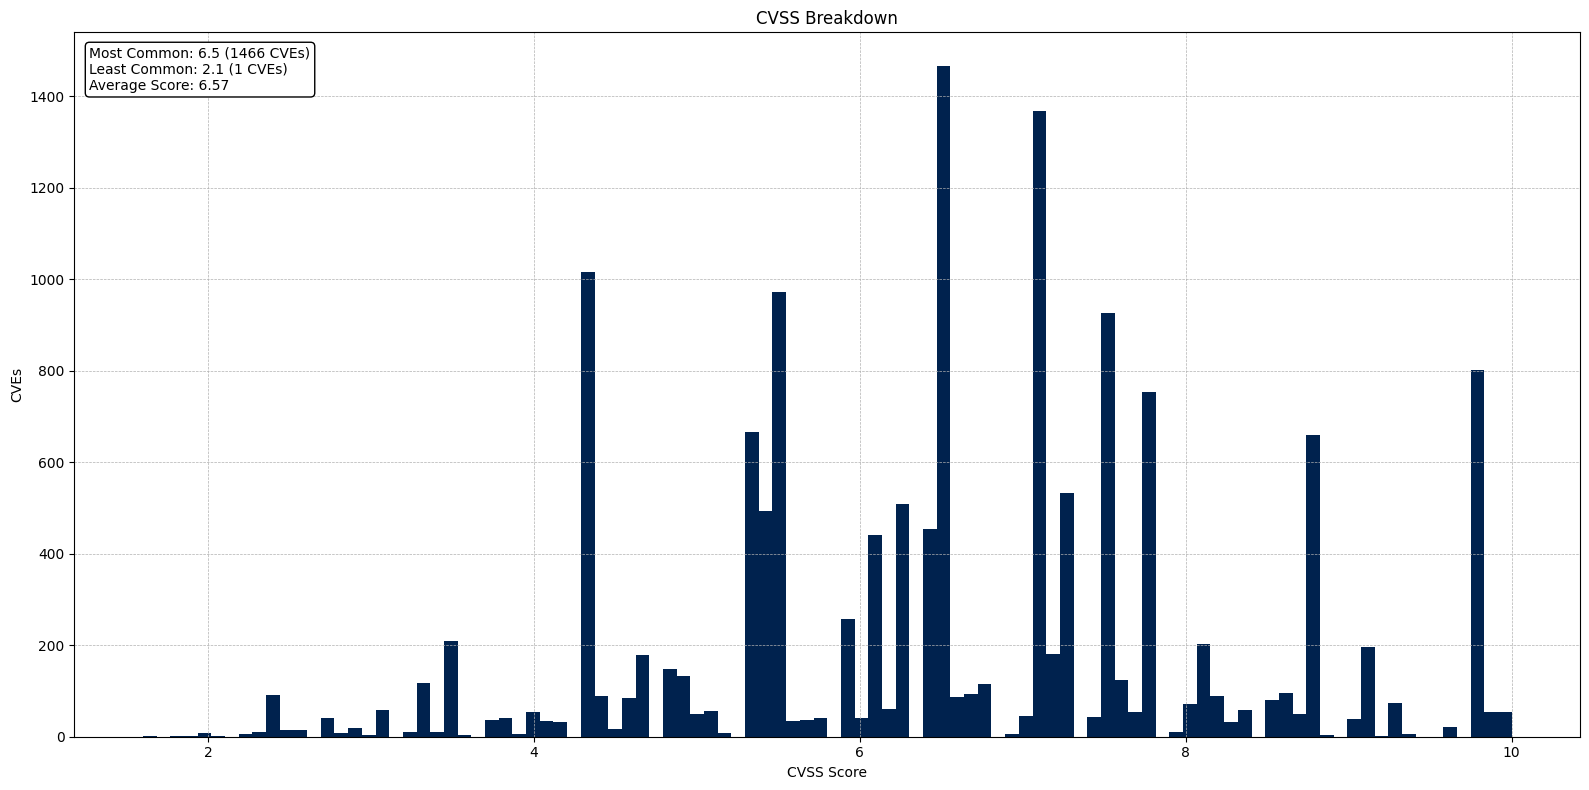 CVSS Breakdown
Most Common: 6.5 (1466 CVEs)
Least Common: 2.1 (1 CVEs)
Average Score: 6.57
CVEs
1400
1200
1000
800
600
400
200
0
2 4 6 8 10
CVSS Score